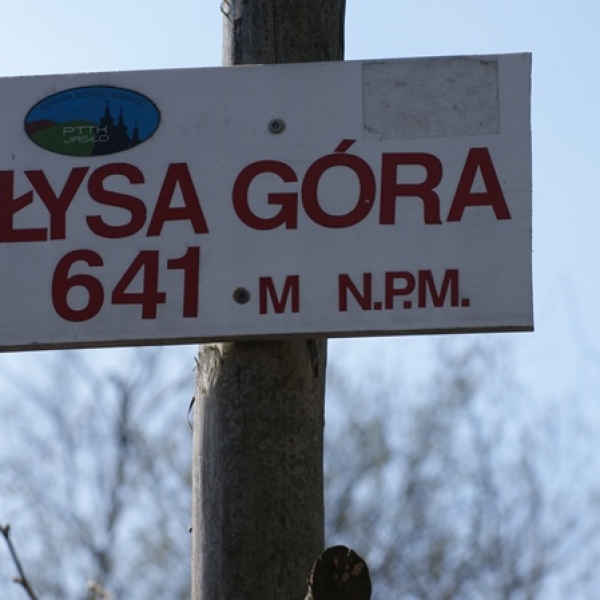 PTTK
JASŁO
ŁYSA GÓRA
641 M N.P.M.